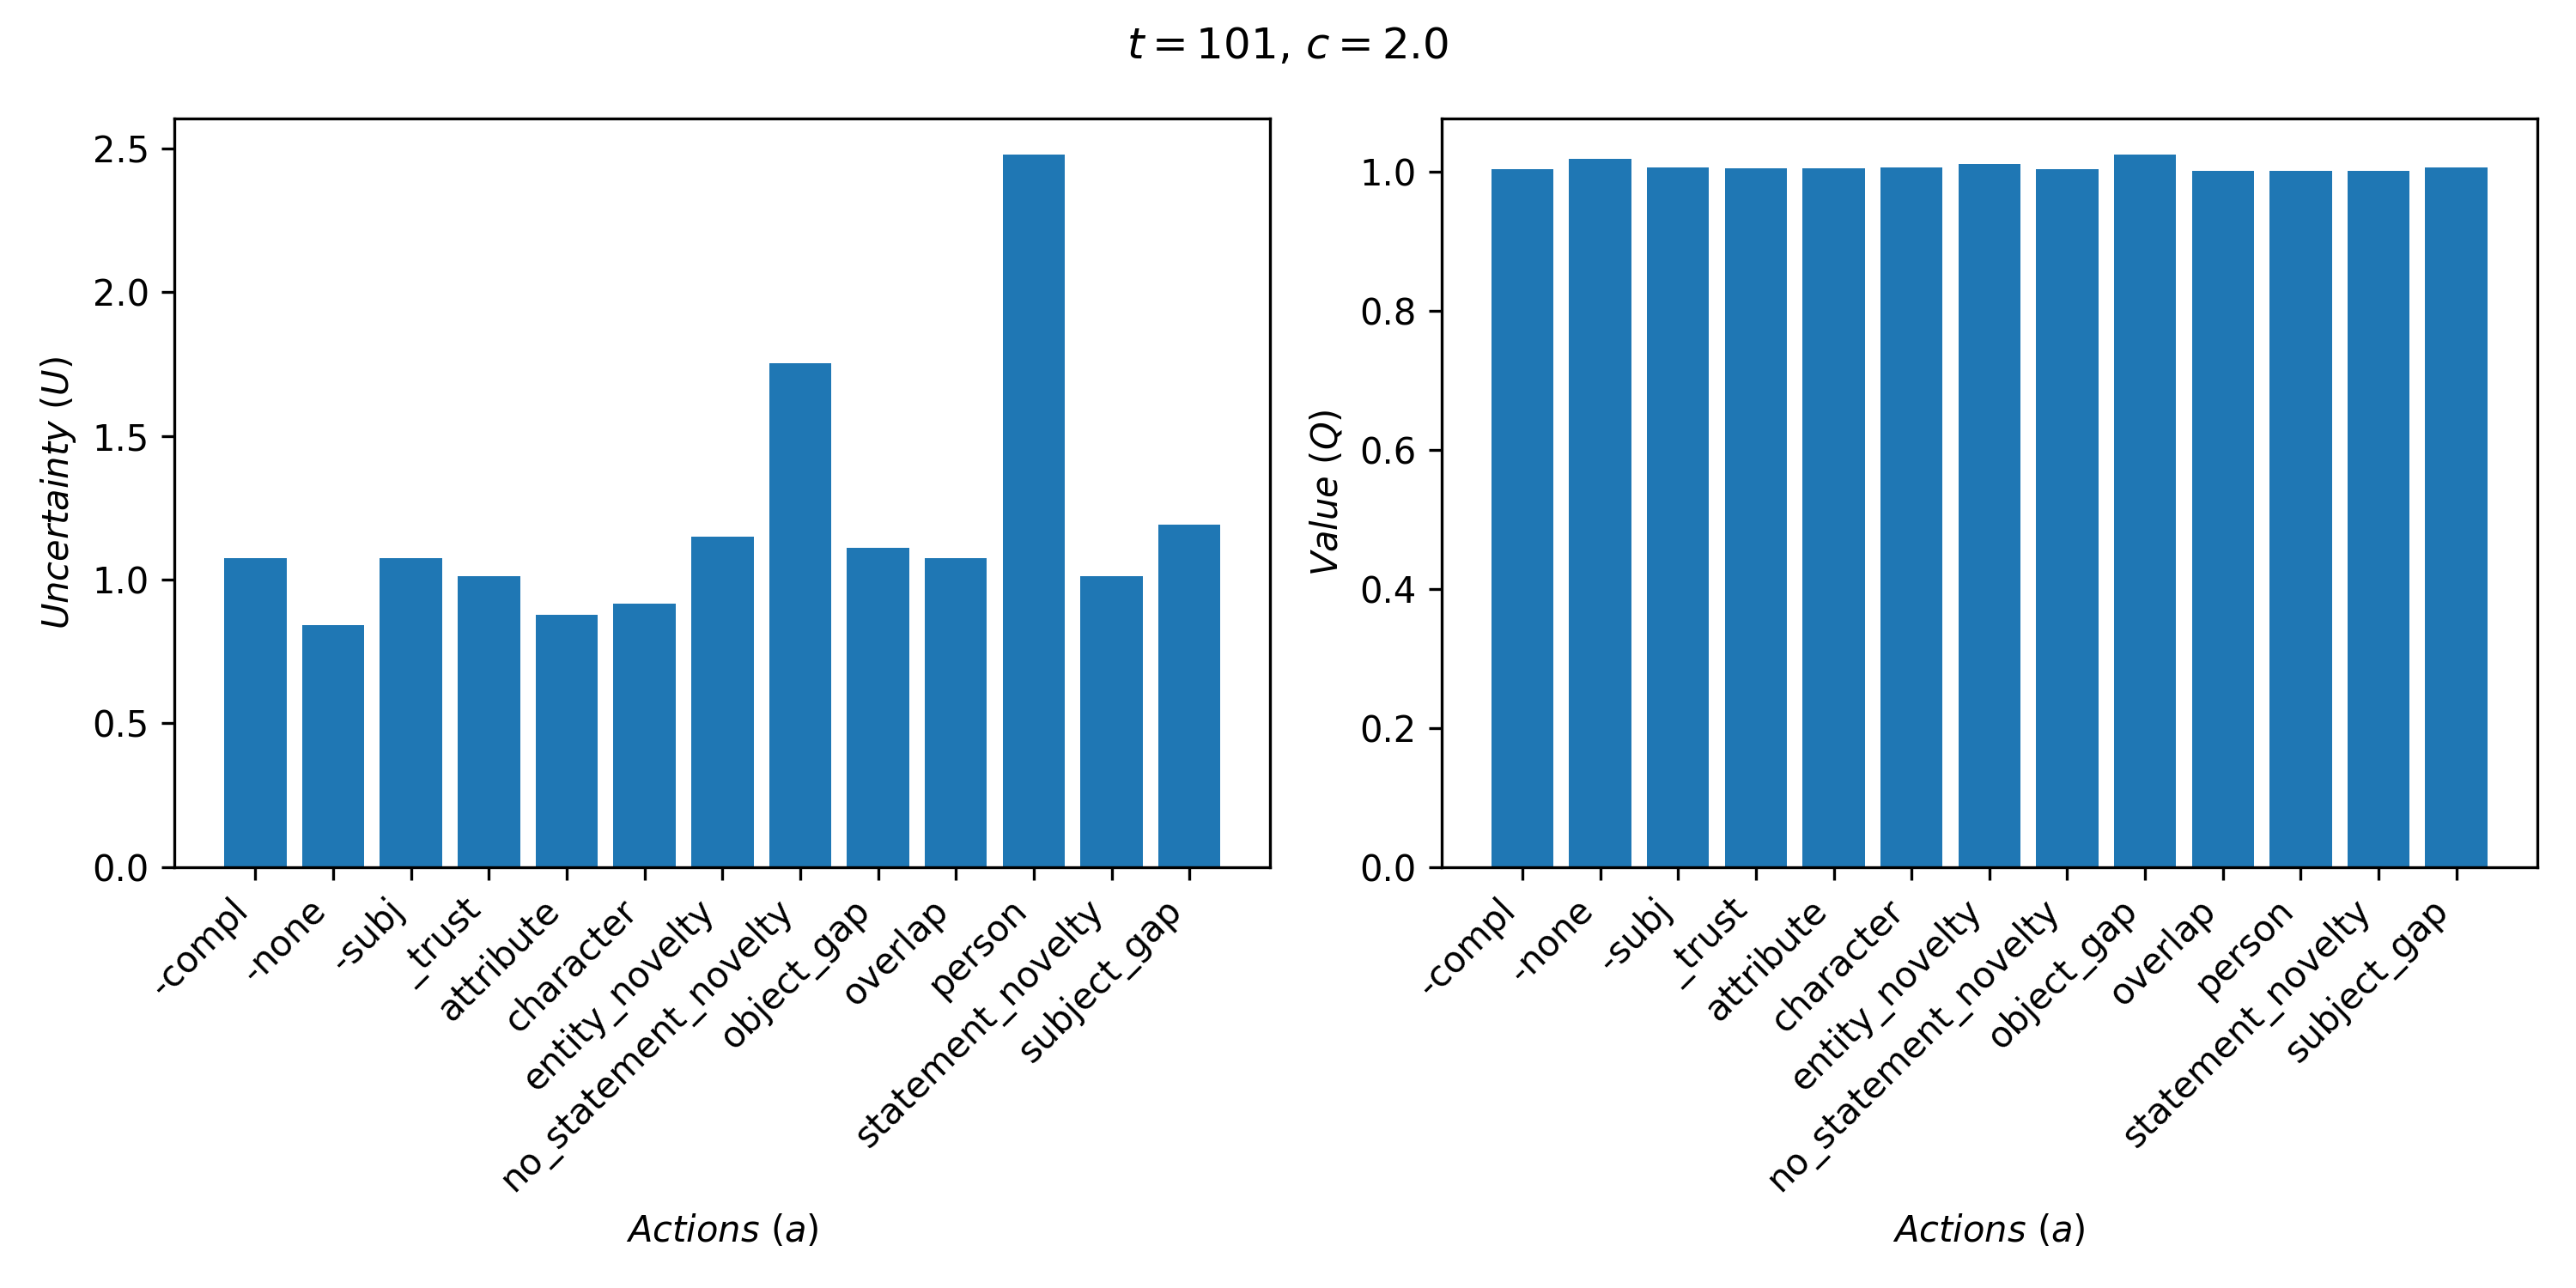 t = 101, c = 2.0
Uncertainty (U)
2.5
2.0
1.5
1.0
0.5
0.0
-compl
-none
-subj
_trust
attribute
character
entity_novelty
no_statement_novelty
object_gap
overlap
person
statement_novelty
subject_gap
Actions (a)
Value (Q)
1.0
0.8
0.6
0.4
0.2
0.0
-compl
-none
-subj
_trust
attribute
character
entity_novelty
no_statement_novelty
object_gap
overlap
person
statement_novelty
subject_gap
Actions (a)